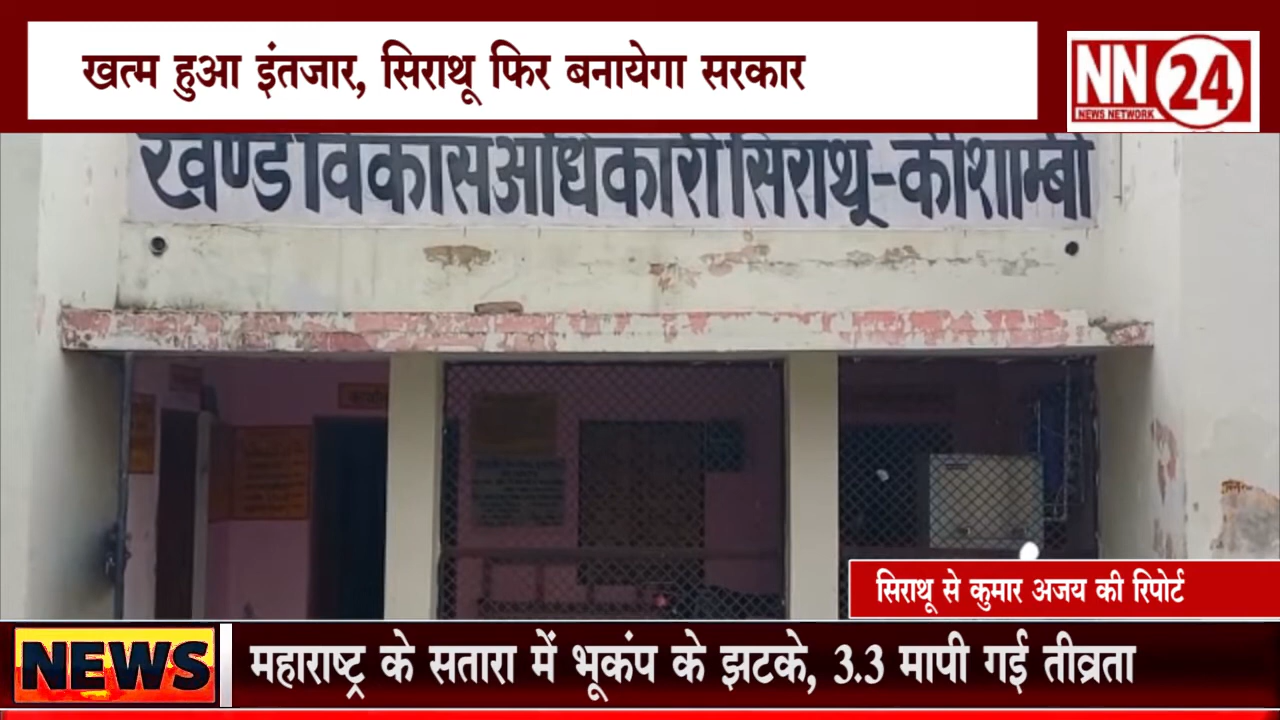 खत्म हुआ इंतजार, सिराथू फिर बनायेगा सरकार
NN 24
NEWS NETWORK
खण्ड विकास अधिकारी सिराथू-कौशाम्बी
सिराथू से कुमार अजय की रिपोर्ट
NEWS
महाराष्ट्र के सतारा में भूकंप के झटके, 3.3 मापी गई तीव्रता